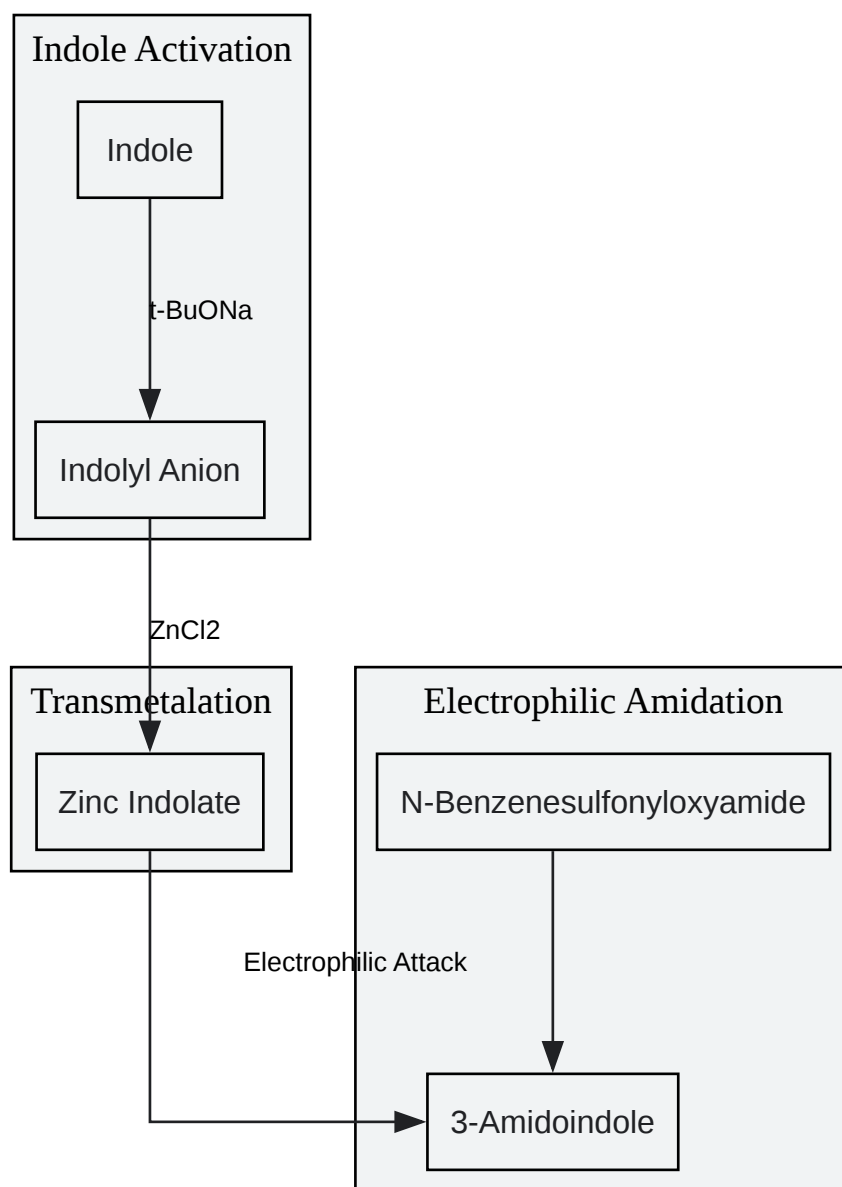 Indole Activation
Indole
t-BuONa
Indolyl Anion
ZnCl2
Transmetalation
Zinc Indolate
Electrophilic Amidation
N-Benzenesulfonyloxyamide
Electrophilic Attack
3-Amidoindole